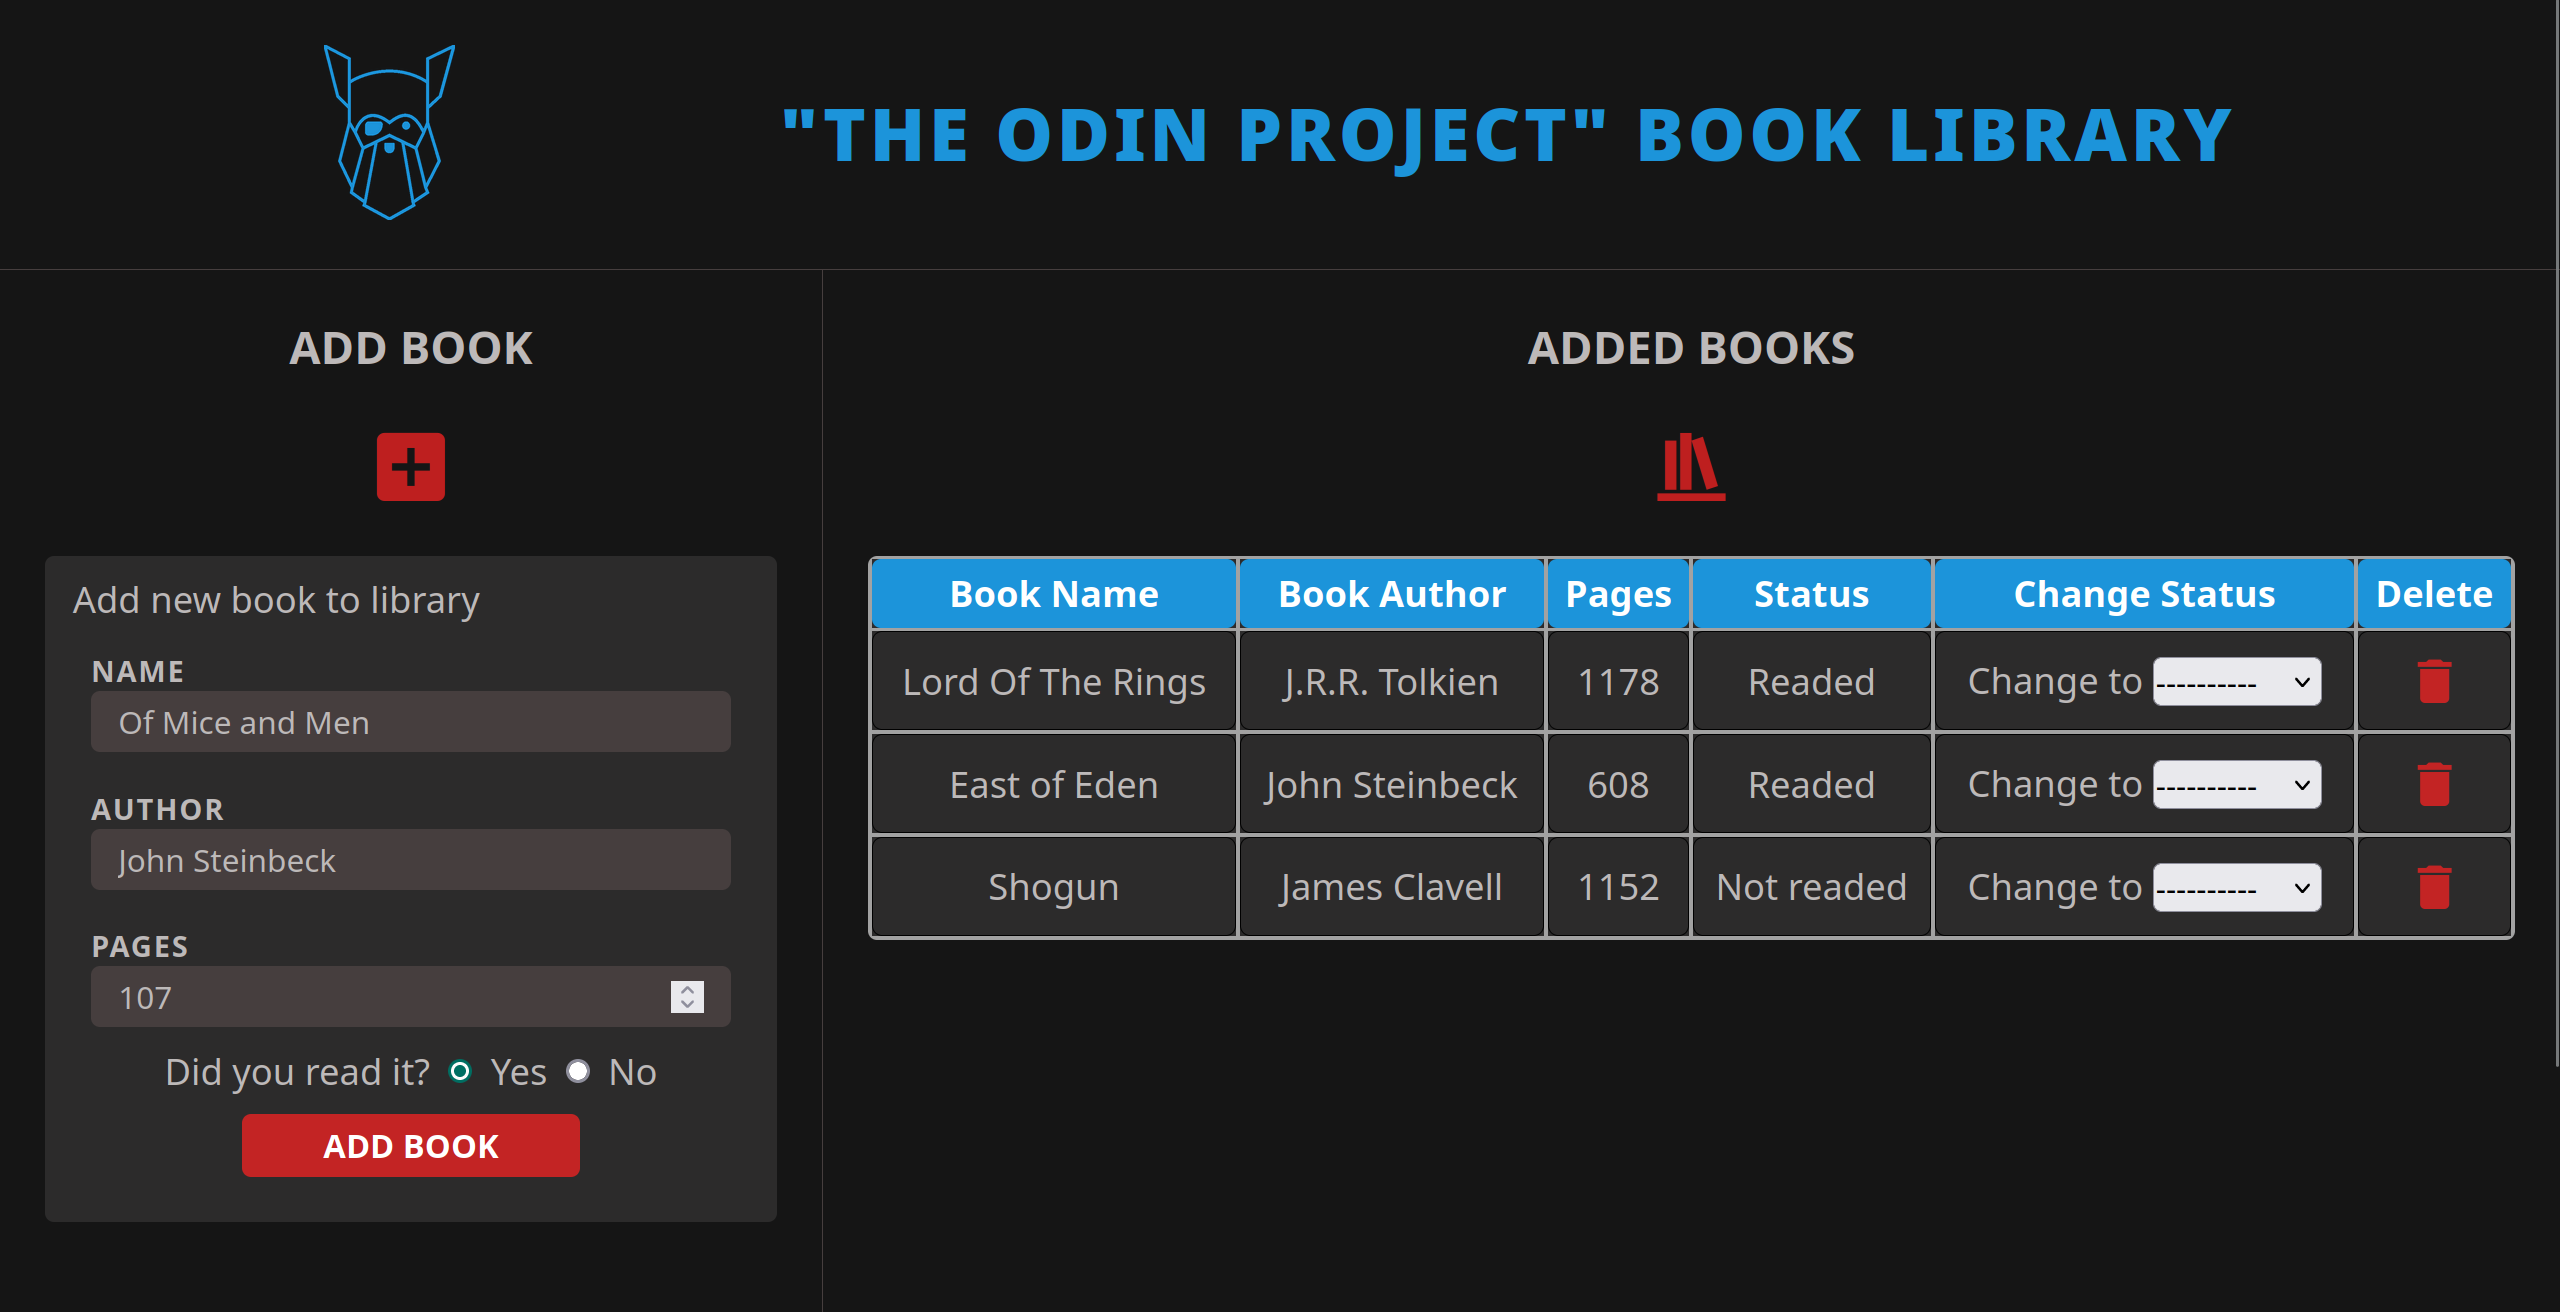 "THE ODIN PROJECT" BOOK LIBRARY
ADD BOOK
Add new book to library
NAME
Of Mice and Men
AUTHOR
John Steinbeck
PAGES
107
Did you read it? Yes No
ADD BOOK
ADDED BOOKS
Book Name Book Author Pages Status Change Status Delete
Lord Of The Rings J.R.R. Tolkien 1178 Readed Change to ----------
East of Eden John Steinbeck 608 Readed Change to ----------
Shogun James Clavell 1152 Not readed Change to ----------